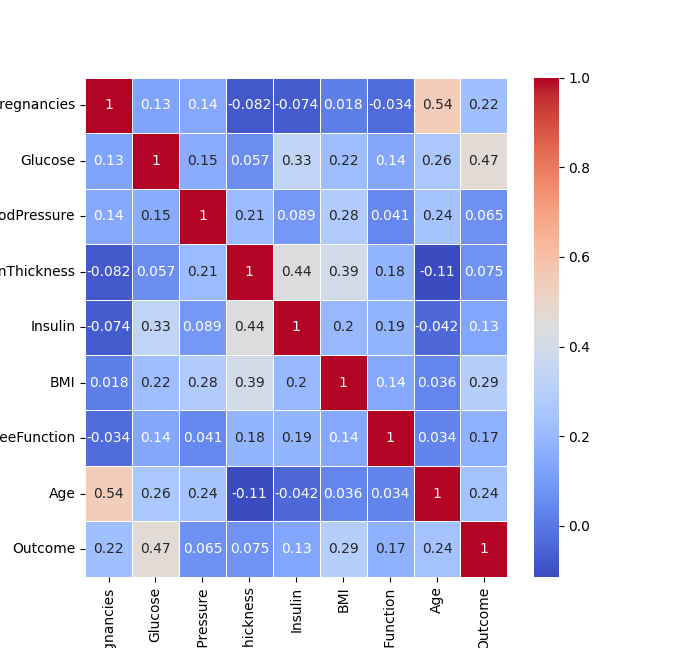 regnancies 1 0.13 0.14 -0.082 -0.074 0.018 -0.034 0.54 0.22
Glucose 0.13 1 0.15 0.057 0.33 0.22 0.14 0.26 0.47
odPressure 0.14 0.15 1 0.21 0.089 0.28 0.041 0.24 0.065
nThickness -0.082 0.057 0.21 1 0.44 0.39 0.18 -0.11 0.075
Insulin -0.074 0.33 0.089 0.44 1 0.2 0.19 -0.042 0.13
BMI 0.018 0.22 0.28 0.39 0.2 1 0.14 0.036 0.29
eeFunction -0.034 0.14 0.041 0.18 0.19 0.14 1 0.034 0.17
Age 0.54 0.26 0.24 -0.11 -0.042 0.036 0.034 1 0.24
Outcome 0.22 0.47 0.065 0.075 0.13 0.29 0.17 0.24 1
gnancies
Glucose
Pressure
hickness
Insulin
BMI
Function
Age
Outcome
1.0
0.8
0.6
0.4
0.2
0.0